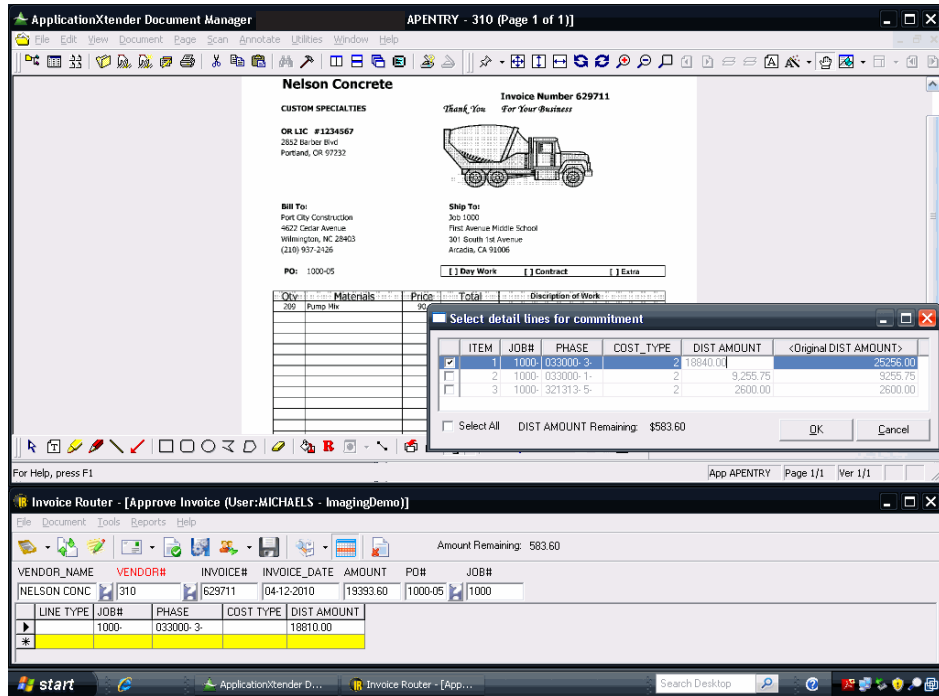 ApplicationXtender Document Manager APENTRY - 310 (Page 1 of 1)]
File Edit View Document Page Scan Annotate Utilities Window Help
Nelson Concrete
Invoice Number 629711
CUSTOM SPECIALTIES Thank You For Your Business
OR LIC #1234567
2852 Barber Blvd
Portland, OR 97232
Bill To: Ship To:
Port City Construction Job 1000
4622 Cedar Avenue First Avenue Middle School
Wilmington, NC 28403 301 South 1st Avenue
(210) 937-2426 Arcadia, CA 91006
PO: 1000-05 [ ] Day Work [ ] Contract [ ] Extra
Qty Materials Price Total Discription of Work
209 Pump Mix 90
Select detail lines for commitment
ITEM JOB# PHASE COST_TYPE DIST AMOUNT <Original DIST AMOUNT>
1 1000- 033000- 3- 2 18840.00 25256.00
2 1000- 033000- 1- 2 9,255.75 9255.75
3 1000- 321313- 5- 2 2600.00 2600.00
Select All DIST AMOUNT Remaining: $583.60 OK Cancel
For Help, press F1 App APENTRY Page 1/1 Ver 1/1
Invoice Router - [Approve Invoice (User:MICHAELS - ImagingDemo)]
File Document Tools Reports Help
Amount Remaining: 583.60
VENDOR_NAME VENDOR# INVOICE# INVOICE_DATE AMOUNT PO# JOB#
NELSON CONC 310 629711 04-12-2010 19393.60 1000-05 1000
LINE TYPE JOB# PHASE COST TYPE DIST AMOUNT
1000- 033000- 3- 18810.00
start ApplicationXtender D... Invoice Router - [App... Search Desktop